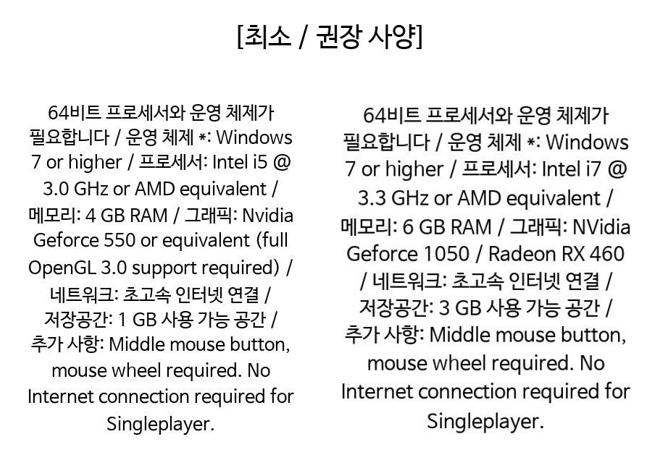 [최소 / 권장 사양]
64비트 프로세서와 운영 체제가
필요합니다 / 운영 체제 *: Windows
7 or higher / 프로세서: Intel i5 @
3.0 GHz or AMD equivalent /
메모리: 4 GB RAM / 그래픽: Nvidia
Geforce 550 or equivalent (full
OpenGL 3.0 support required) /
네트워크: 초고속 인터넷 연결 /
저장공간: 1 GB 사용 가능 공간 /
추가 사항: Middle mouse button,
mouse wheel required. No
Internet connection required for
Singleplayer.
64비트 프로세서와 운영 체제가
필요합니다 / 운영 체제 *: Windows
7 or higher / 프로세서: Intel i7 @
3.3 GHz or AMD equivalent /
메모리: 6 GB RAM / 그래픽: NVidia
Geforce 1050 / Radeon RX 460
/ 네트워크: 초고속 인터넷 연결 /
저장공간: 3 GB 사용 가능 공간 /
추가 사항: Middle mouse button,
mouse wheel required. No
Internet connection required for
Singleplayer.